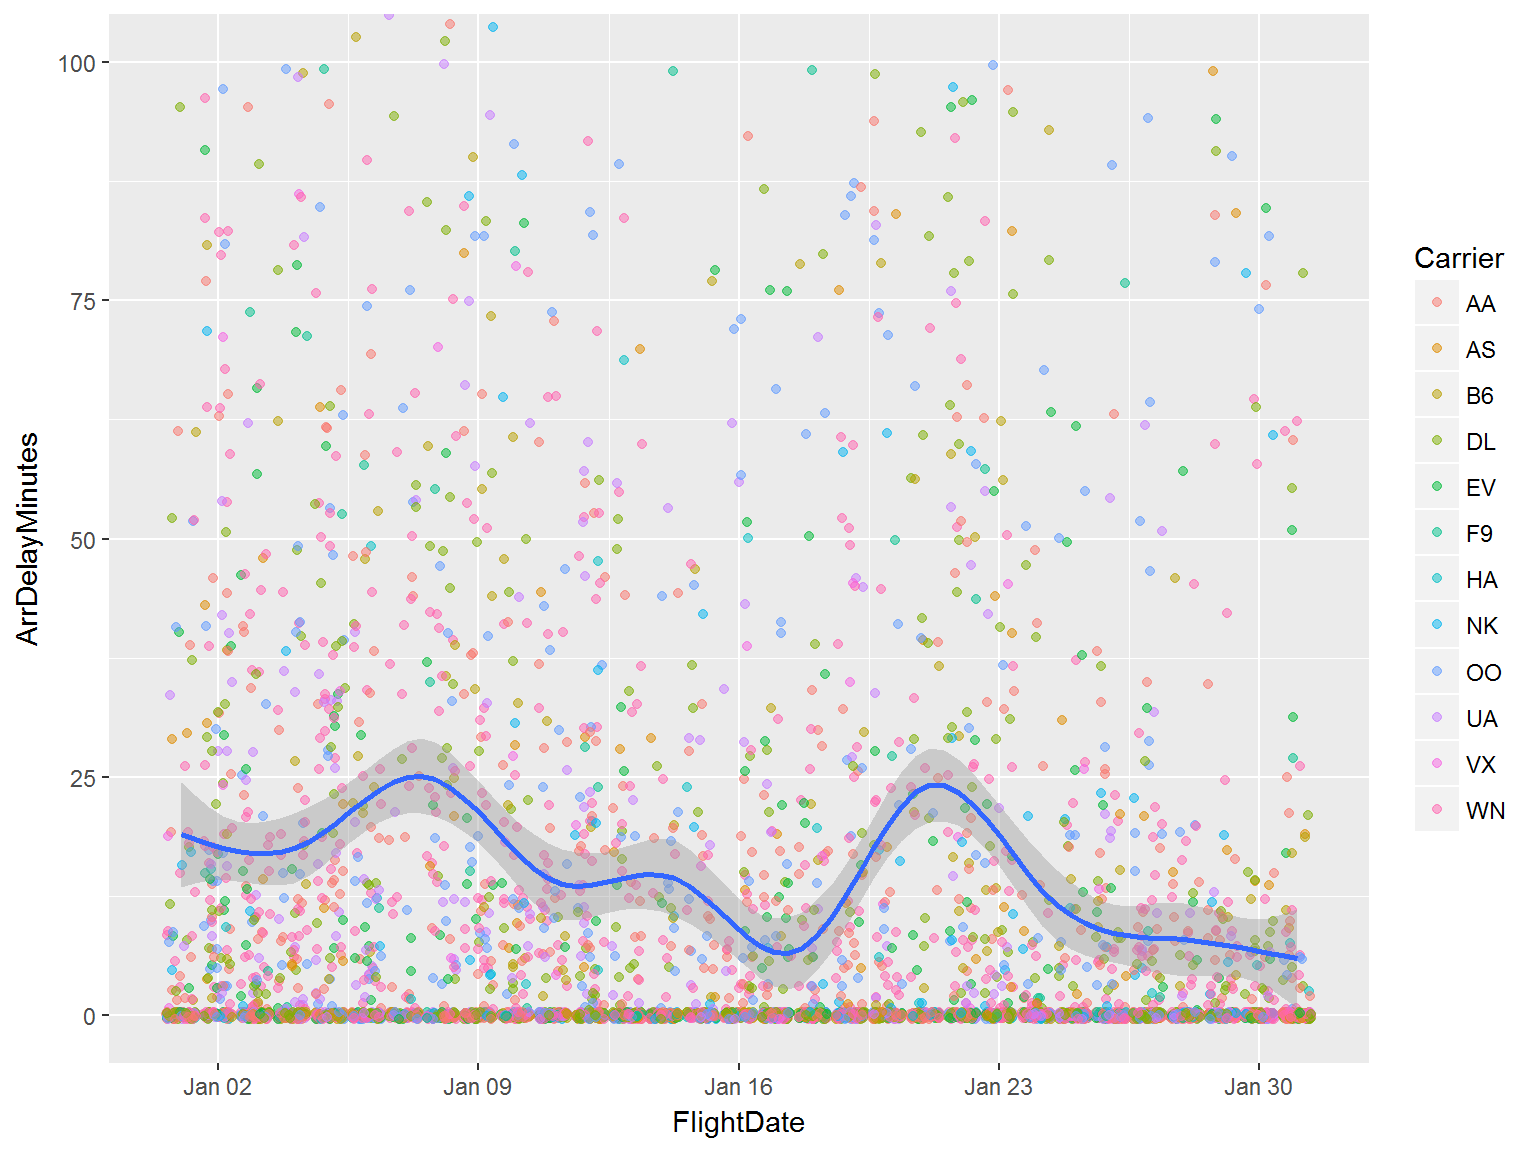 100
75
50
25
0
ArrDelayMinutes
Jan 02
Jan 09
Jan 16
Jan 23
Jan 30
FlightDate
Carrier
AA
AS
B6
DL
EV
F9
HA
NK
OO
UA
VX
WN